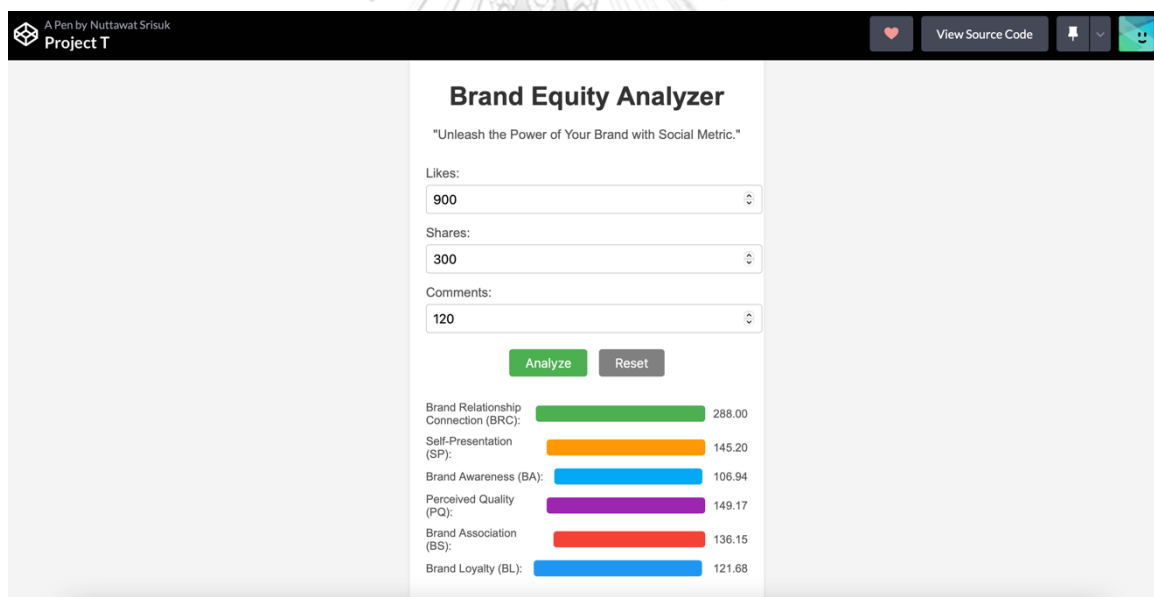 A Pen by Nuttawat Srisuk
Project T
View Source Code
Brand Equity Analyzer
"Unleash the Power of Your Brand with Social Metric."
Likes:
900
Shares:
300
Comments:
120
Analyze Reset
Brand Relationship
Connection (BRC): 288.00
Self-Presentation
(SP): 145.20
Brand Awareness (BA): 106.94
Perceived Quality
(PQ): 149.17
Brand Association
(BS): 136.15
Brand Loyalty (BL): 121.68